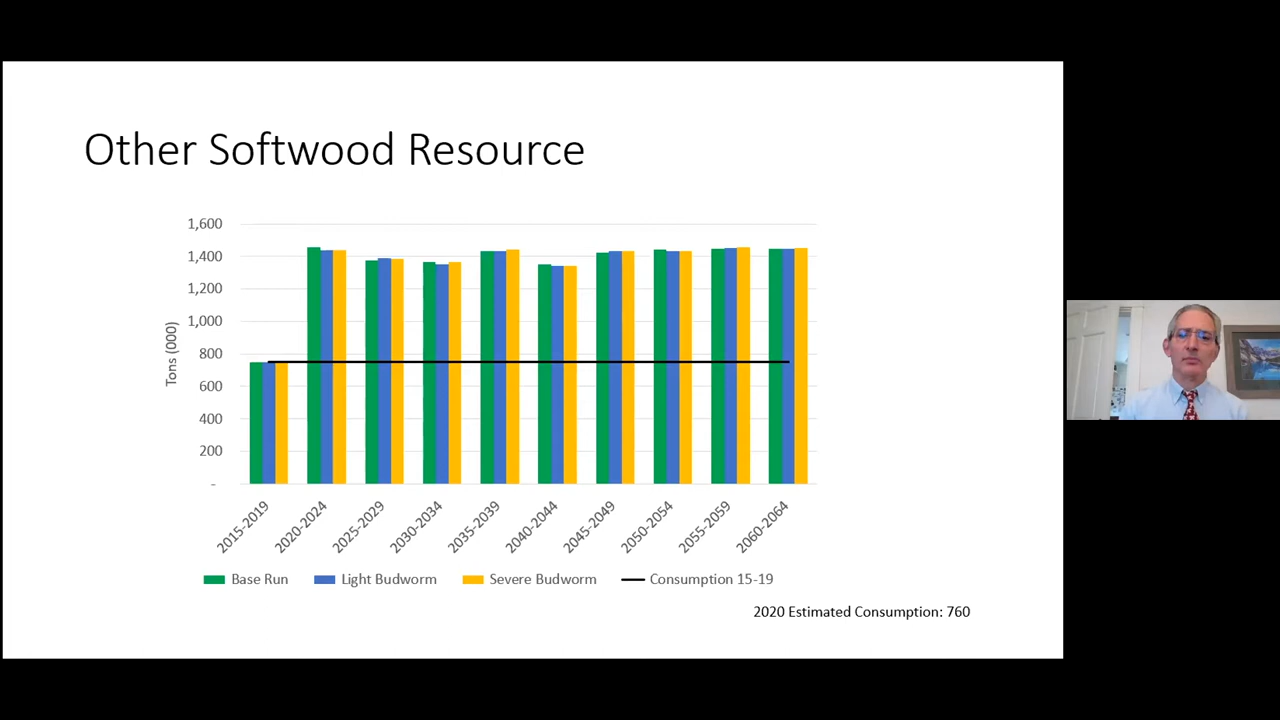 Other Softwood Resource
1,600
1,400
1,200
1,000
800
600
400
200
-
Tons (000)
2015-2019
2020-2024
2025-2029
2030-2034
2035-2039
2040-2044
2045-2049
2050-2054
2055-2059
2060-2064
Base Run
Light Budworm
Severe Budworm
Consumption 15-19
2020 Estimated Consumption: 760